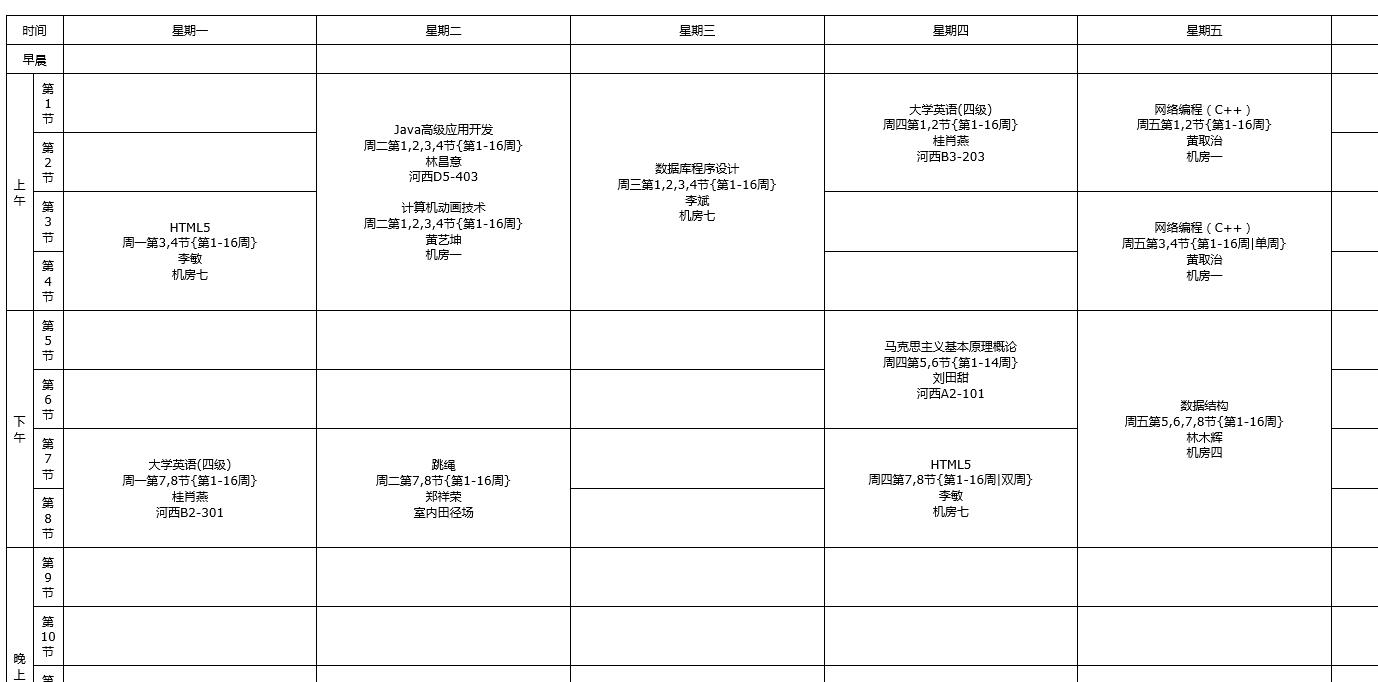 时间
星期一
星期二
星期三
星期四
星期五
早晨
上午
第1节
Java高级应用开发
周二第1,2,3,4节{第1-16周}
林昌意
河西D5-403
计算机动画技术
周二第1,2,3,4节{第1-16周}
黄艺坤
机房一
数据库程序设计
周三第1,2,3,4节{第1-16周}
李斌
机房七
大学英语(四级)
周四第1,2节{第1-16周}
桂肖燕
河西B3-203
网络编程（C++）
周五第1,2节{第1-16周}
黄取治
机房一
第2节
第3节
HTML5
周一第3,4节{第1-16周}
李敏
机房七
网络编程（C++）
周五第3,4节{第1-16周|单周}
黄取治
机房一
第4节
下午
第5节
马克思主义基本原理概论
周四第5,6节{第1-14周}
刘田甜
河西A2-101
数据结构
周五第5,6,7,8节{第1-16周}
林木辉
机房四
第6节
第7节
大学英语(四级)
周一第7,8节{第1-16周}
桂肖燕
河西B2-301
跳绳
周二第7,8节{第1-16周}
郑祥荣
室内田径场
HTML5
周四第7,8节{第1-16周|双周}
李敏
机房七
第8节
晚上
第9节
第10节
第